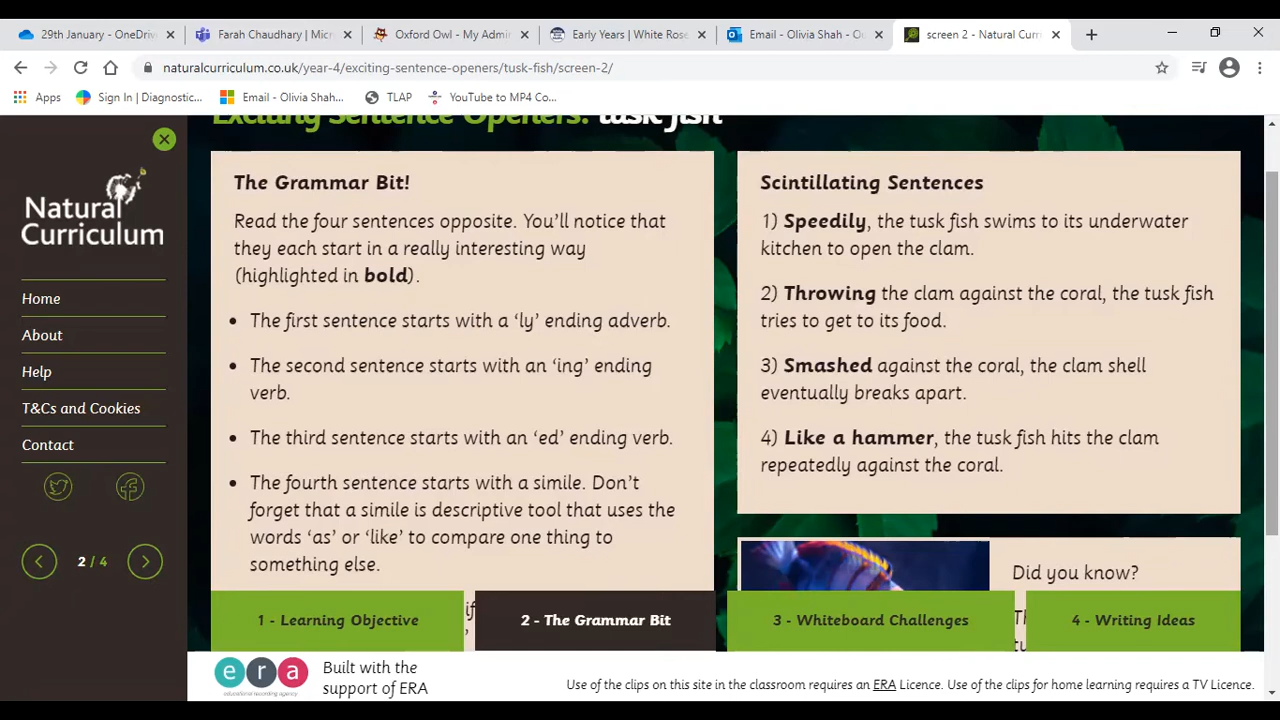 29th January - OneDriv
Farah Chaudhary | Micr
Oxford Owl - My Admi
Early Years | White Rose
Email - Olivia Shah - Ou
screen 2 - Natural Curri
naturalcurriculum.co.uk/year-4/exciting-sentence-openers/tusk-fish/screen-2/
Apps
Sign In | Diagnostic...
Email - Olivia Shah...
TLAP
YouTube to MP4 Co...
Exciting Sentence Openers: tusk fish
Natural
Curriculum
Home
About
Help
T&Cs and Cookies
Contact
2 / 4
The Grammar Bit!
Read the four sentences opposite. You’ll notice that
they each start in a really interesting way
(highlighted in bold).
• The first sentence starts with a ‘ly’ ending adverb.
• The second sentence starts with an ‘ing’ ending
verb.
• The third sentence starts with an ‘ed’ ending verb.
• The fourth sentence starts with a simile. Don’t
forget that a simile is descriptive tool that uses the
words ‘as’ or ‘like’ to compare one thing to
something else.
Scintillating Sentences
1) Speedily, the tusk fish swims to its underwater
kitchen to open the clam.
2) Throwing the clam against the coral, the tusk fish
tries to get to its food.
3) Smashed against the coral, the clam shell
eventually breaks apart.
4) Like a hammer, the tusk fish hits the clam
repeatedly against the coral.
Did you know?
1 - Learning Objective
2 - The Grammar Bit
3 - Whiteboard Challenges
4 - Writing Ideas
era
educational recording agency
Built with the
support of ERA
Use of the clips on this site in the classroom requires an ERA Licence. Use of the clips for home learning requires a TV Licence.